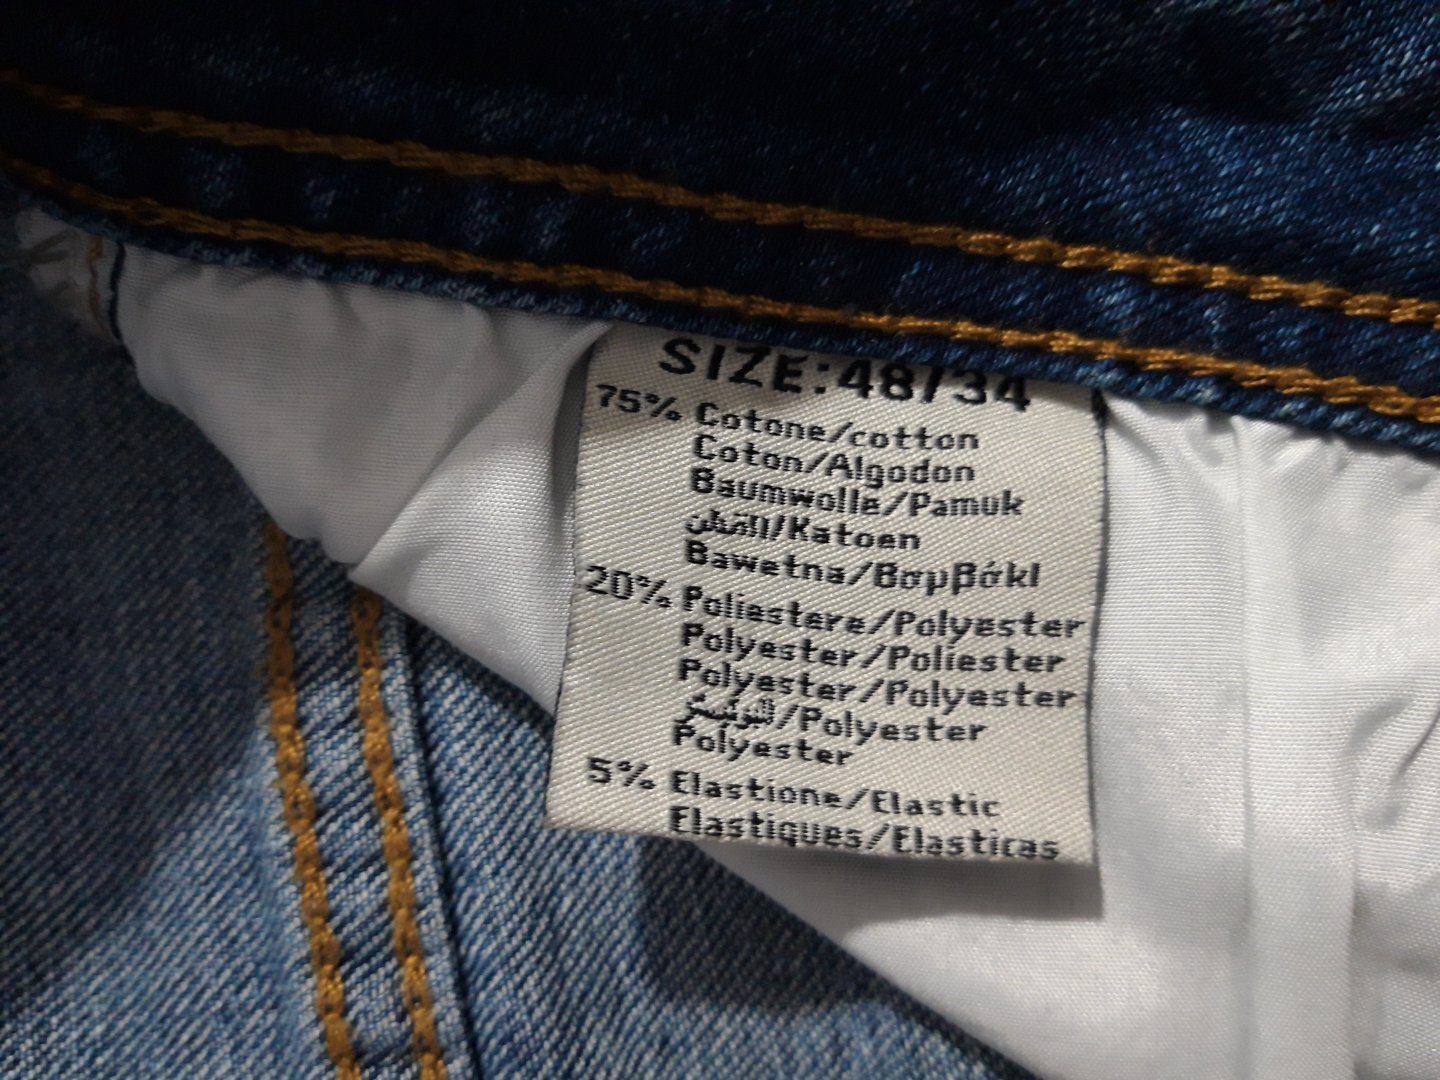 SIZE:48/34
75% Cotone/cotton
Coton/Algodon
Baumwolle/Pamuk
القطن/Katoen
Bawetna/Βαμβάkl
20% Poliestere/Polyester
Polyester/Poliester
Polyester/Polyester
/Polyester
Polyester
5% Elastione/Elastic
Elastiques/Elasticas